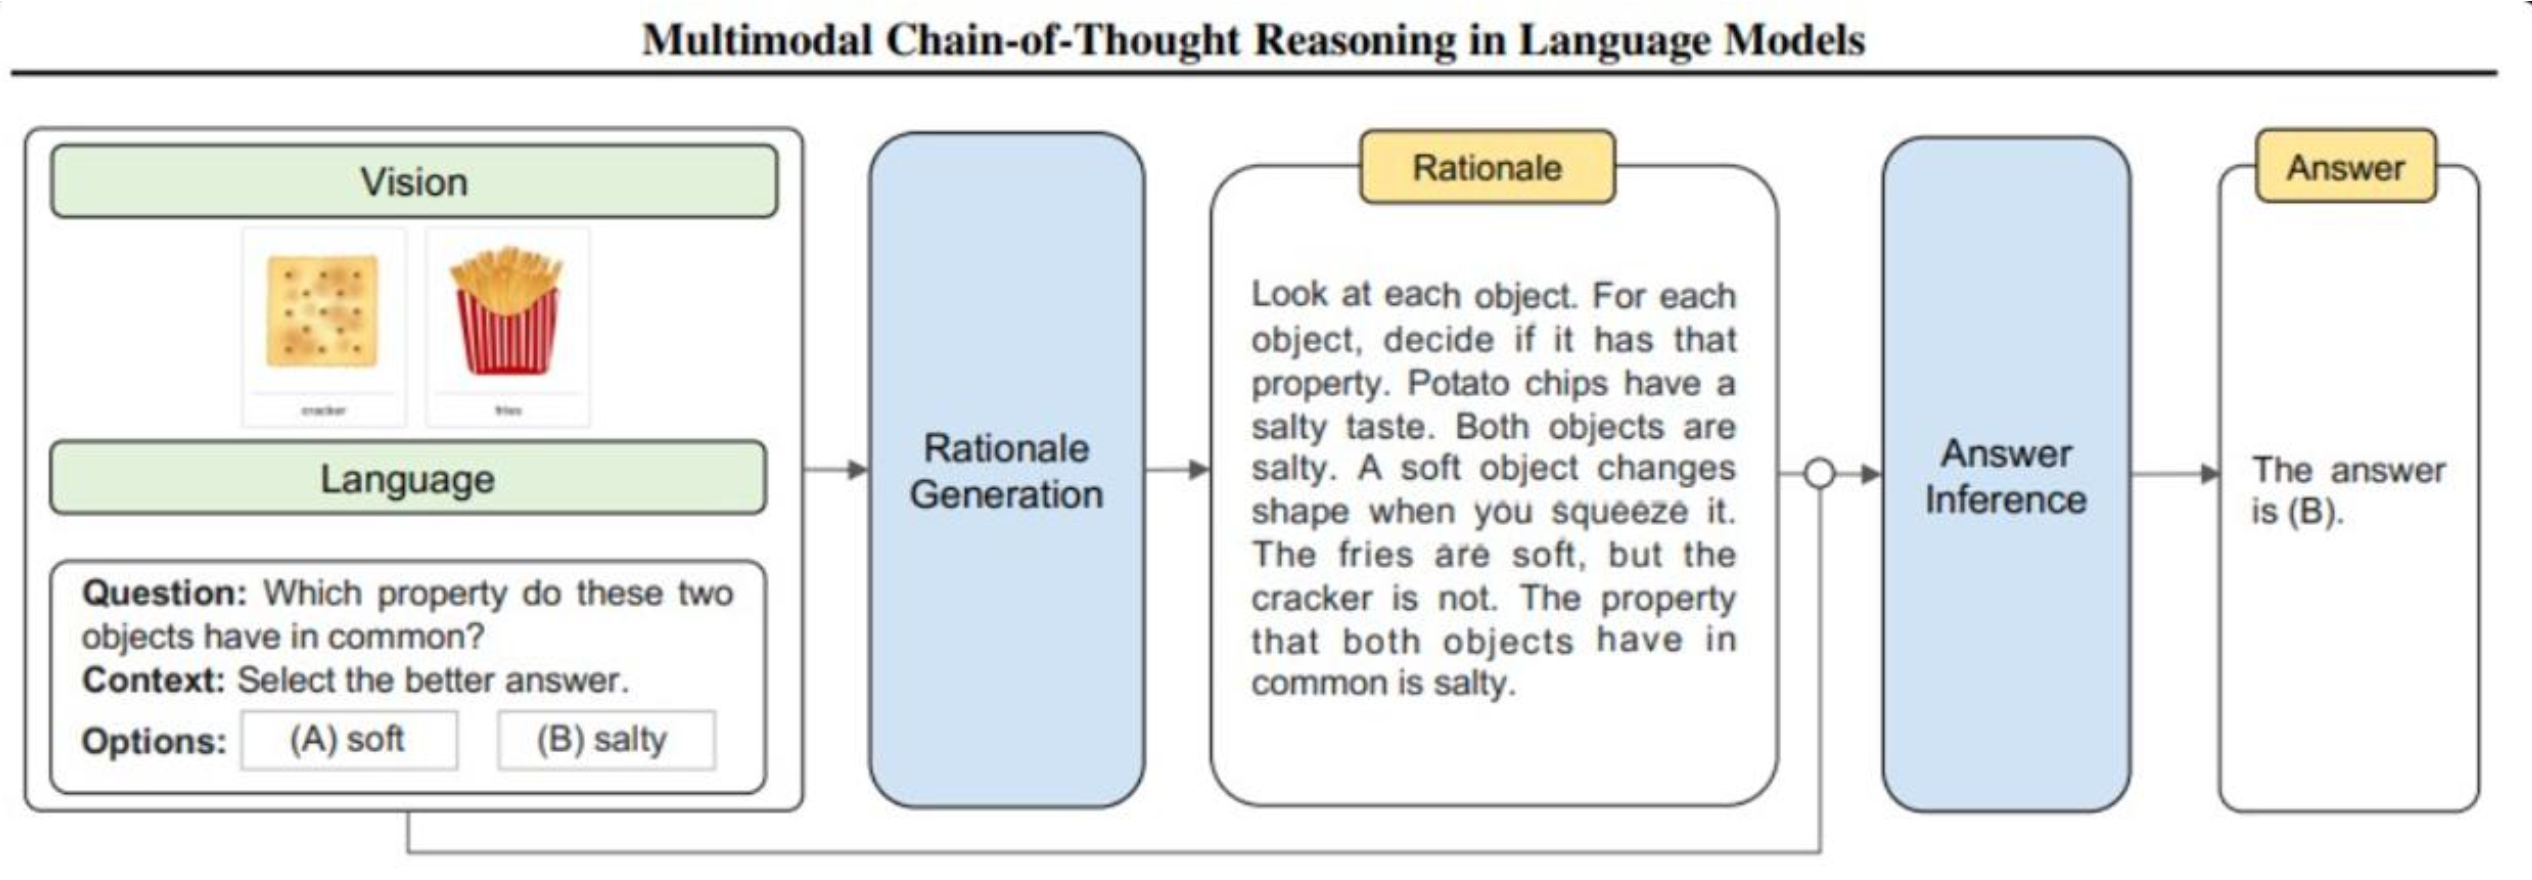 Multimodal Chain-of-Thought Reasoning in Language Models
Vision
cracker
fries
Language
Question: Which property do these two
objects have in common?
Context: Select the better answer.
Options:
(A) soft
(B) salty
Rationale
Generation
Rationale
Look at each object. For each
object, decide if it has that
property. Potato chips have a
salty taste. Both objects are
salty. A soft object changes
shape when you squeeze it.
The fries are soft, but the
cracker is not. The property
that both objects have in
common is salty.
Answer
Inference
Answer
The answer
is (B).